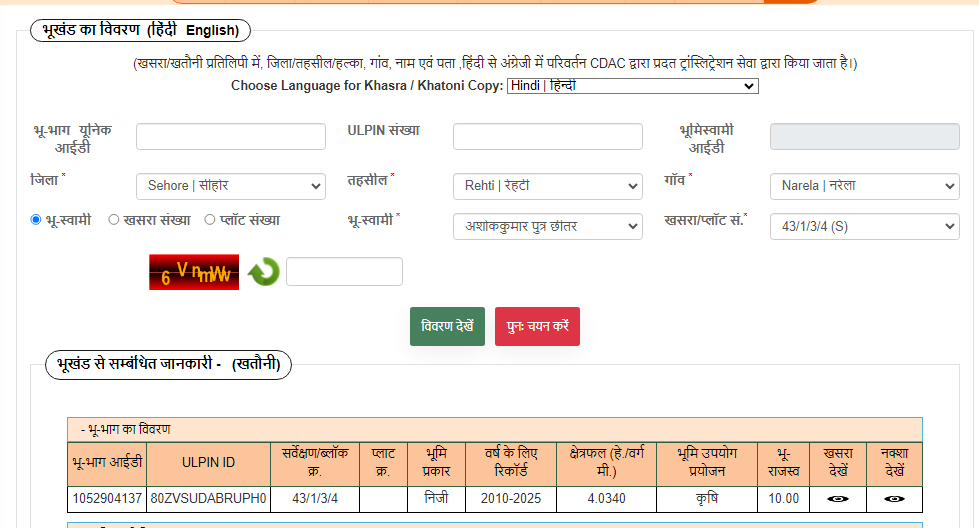 भूखंड का विवरण (हिंदी English)
(खसरा/खतौनी प्रतिलिपी में, जिला/तहसील/हल्का, गांव, नाम एवं पता ,हिंदी से अंग्रेजी में परिवर्तन CDAC द्वारा प्रदत ट्रांस्लिट्रेशन सेवा द्वारा किया जाता है।)
Choose Language for Khasra / Khatoni Copy: Hindi | हिन्दी
भू-भाग यूनिक आईडी ULPIN संख्या भूमिस्वामी आईडी
जिला * Sehore | सीहोर तहसील * Rehti | रेहटी गॉव * Narela | नरेला
भू-स्वामी खसरा संख्या प्लॉट संख्या भू-स्वामी * अशोककुमार पुत्र छीतर खसरा/प्लॉट सं.* 43/1/3/4 (S)
6 V n m W v
विवरण देखें पुनः चयन करें
भूखंड से सम्बंधित जानकारी - (खतौनी)
- भू-भाग का विवरण
भू-भाग आईडी ULPIN ID सर्वेक्षण/ब्लॉक क्र. प्लाट क्र. भूमि प्रकार वर्ष के लिए रिकॉर्ड क्षेत्रफल (हे./वर्ग मी.) भूमि उपयोग प्रयोजन भू-राजस्व खसरा देखें नक्शा देखें
1052904137 80ZVSUDABRUPH0 43/1/3/4 निजी 2010-2025 4.0340 कृषि 10.00